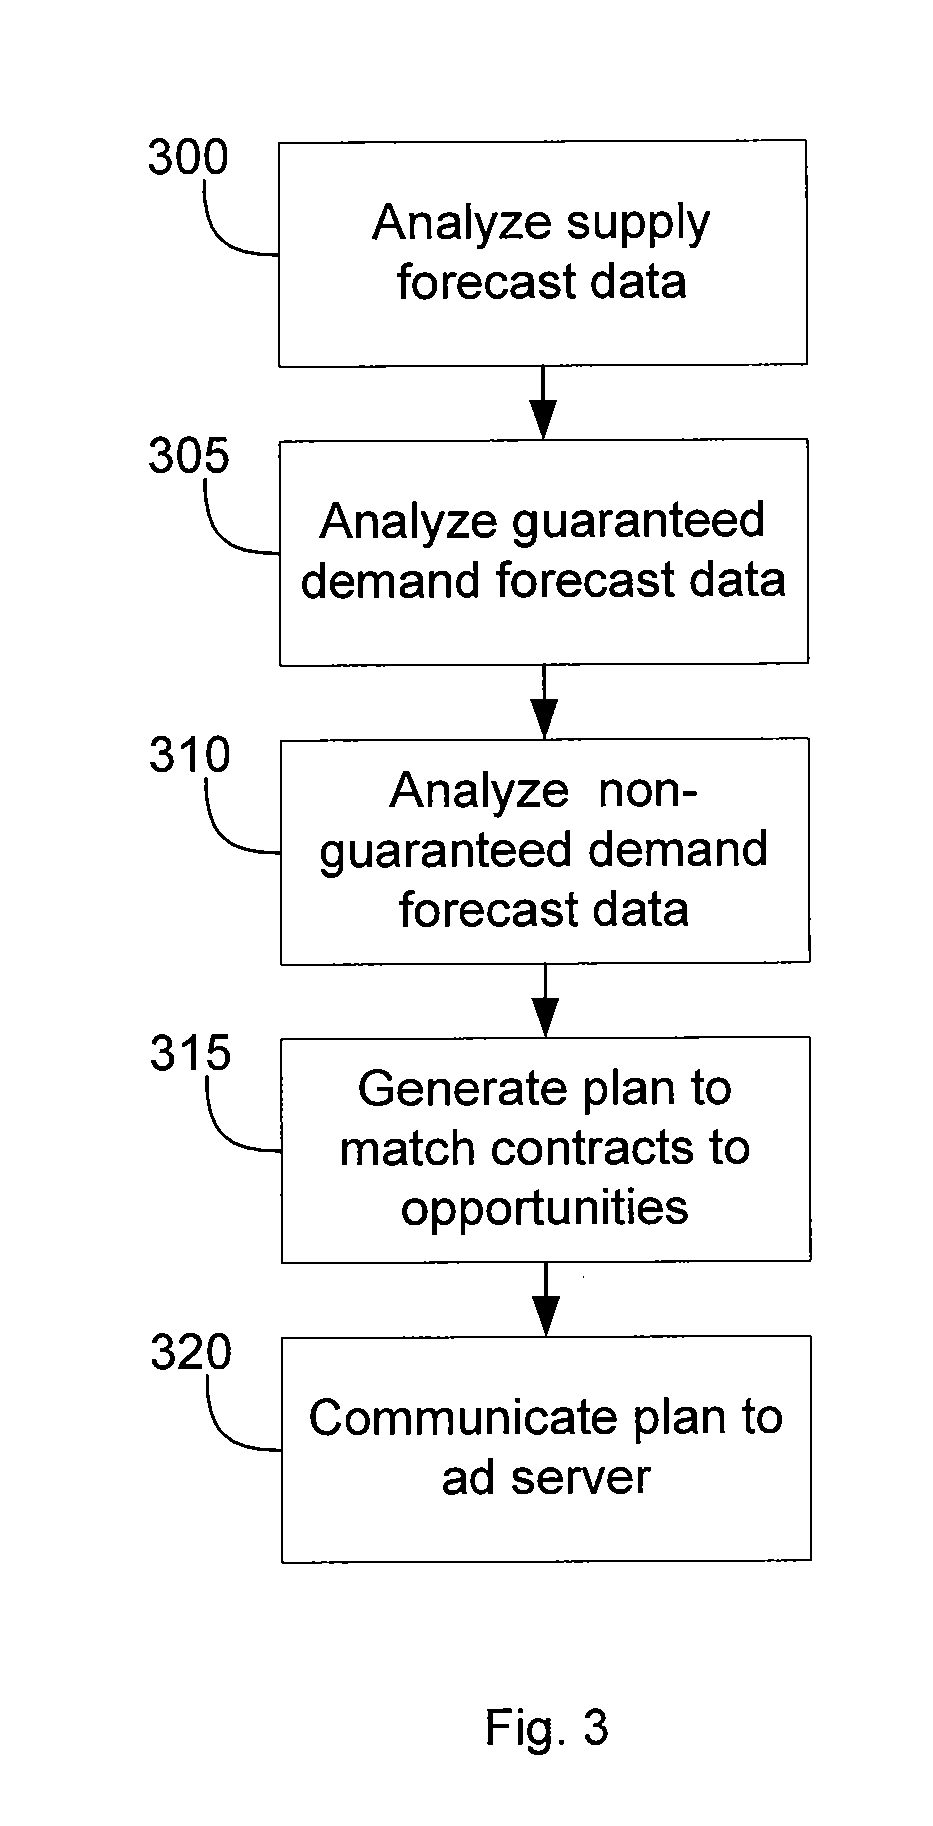 300
Analyze supply
forecast data
305
Analyze guaranteed
demand forecast data
310
Analyze non-
guaranteed demand
forecast data
315
Generate plan to
match contracts to
opportunities
320
Communicate plan to
ad server
Fig. 3